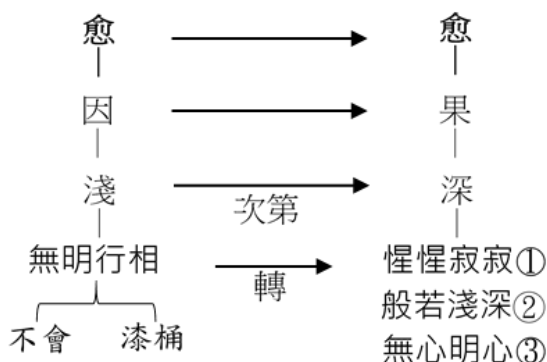 愈 愈
因 果
淺 深
次第
無明行相 惺惺寂寂①
轉
般若淺深②
不會 漆桶 無心明心③